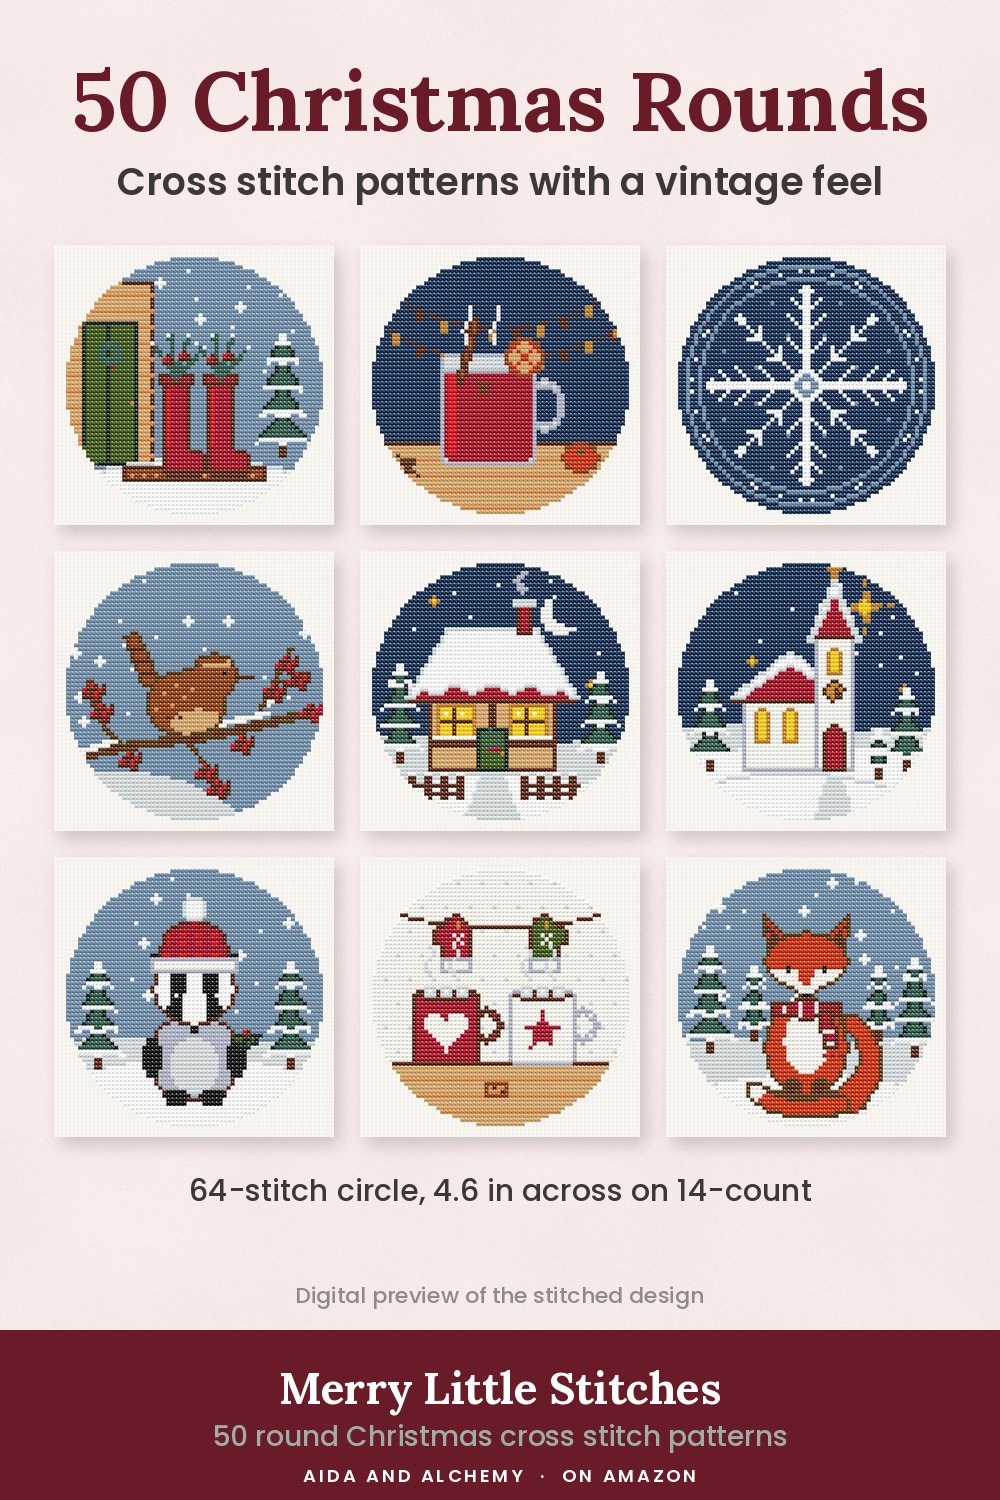 50 Christmas Rounds
Cross stitch patterns with a vintage feel
64-stitch circle, 4.6 in across on 14-count
Digital preview of the stitched design
Merry Little Stitches
50 round Christmas cross stitch patterns
AIDA AND ALCHEMY · ON AMAZON